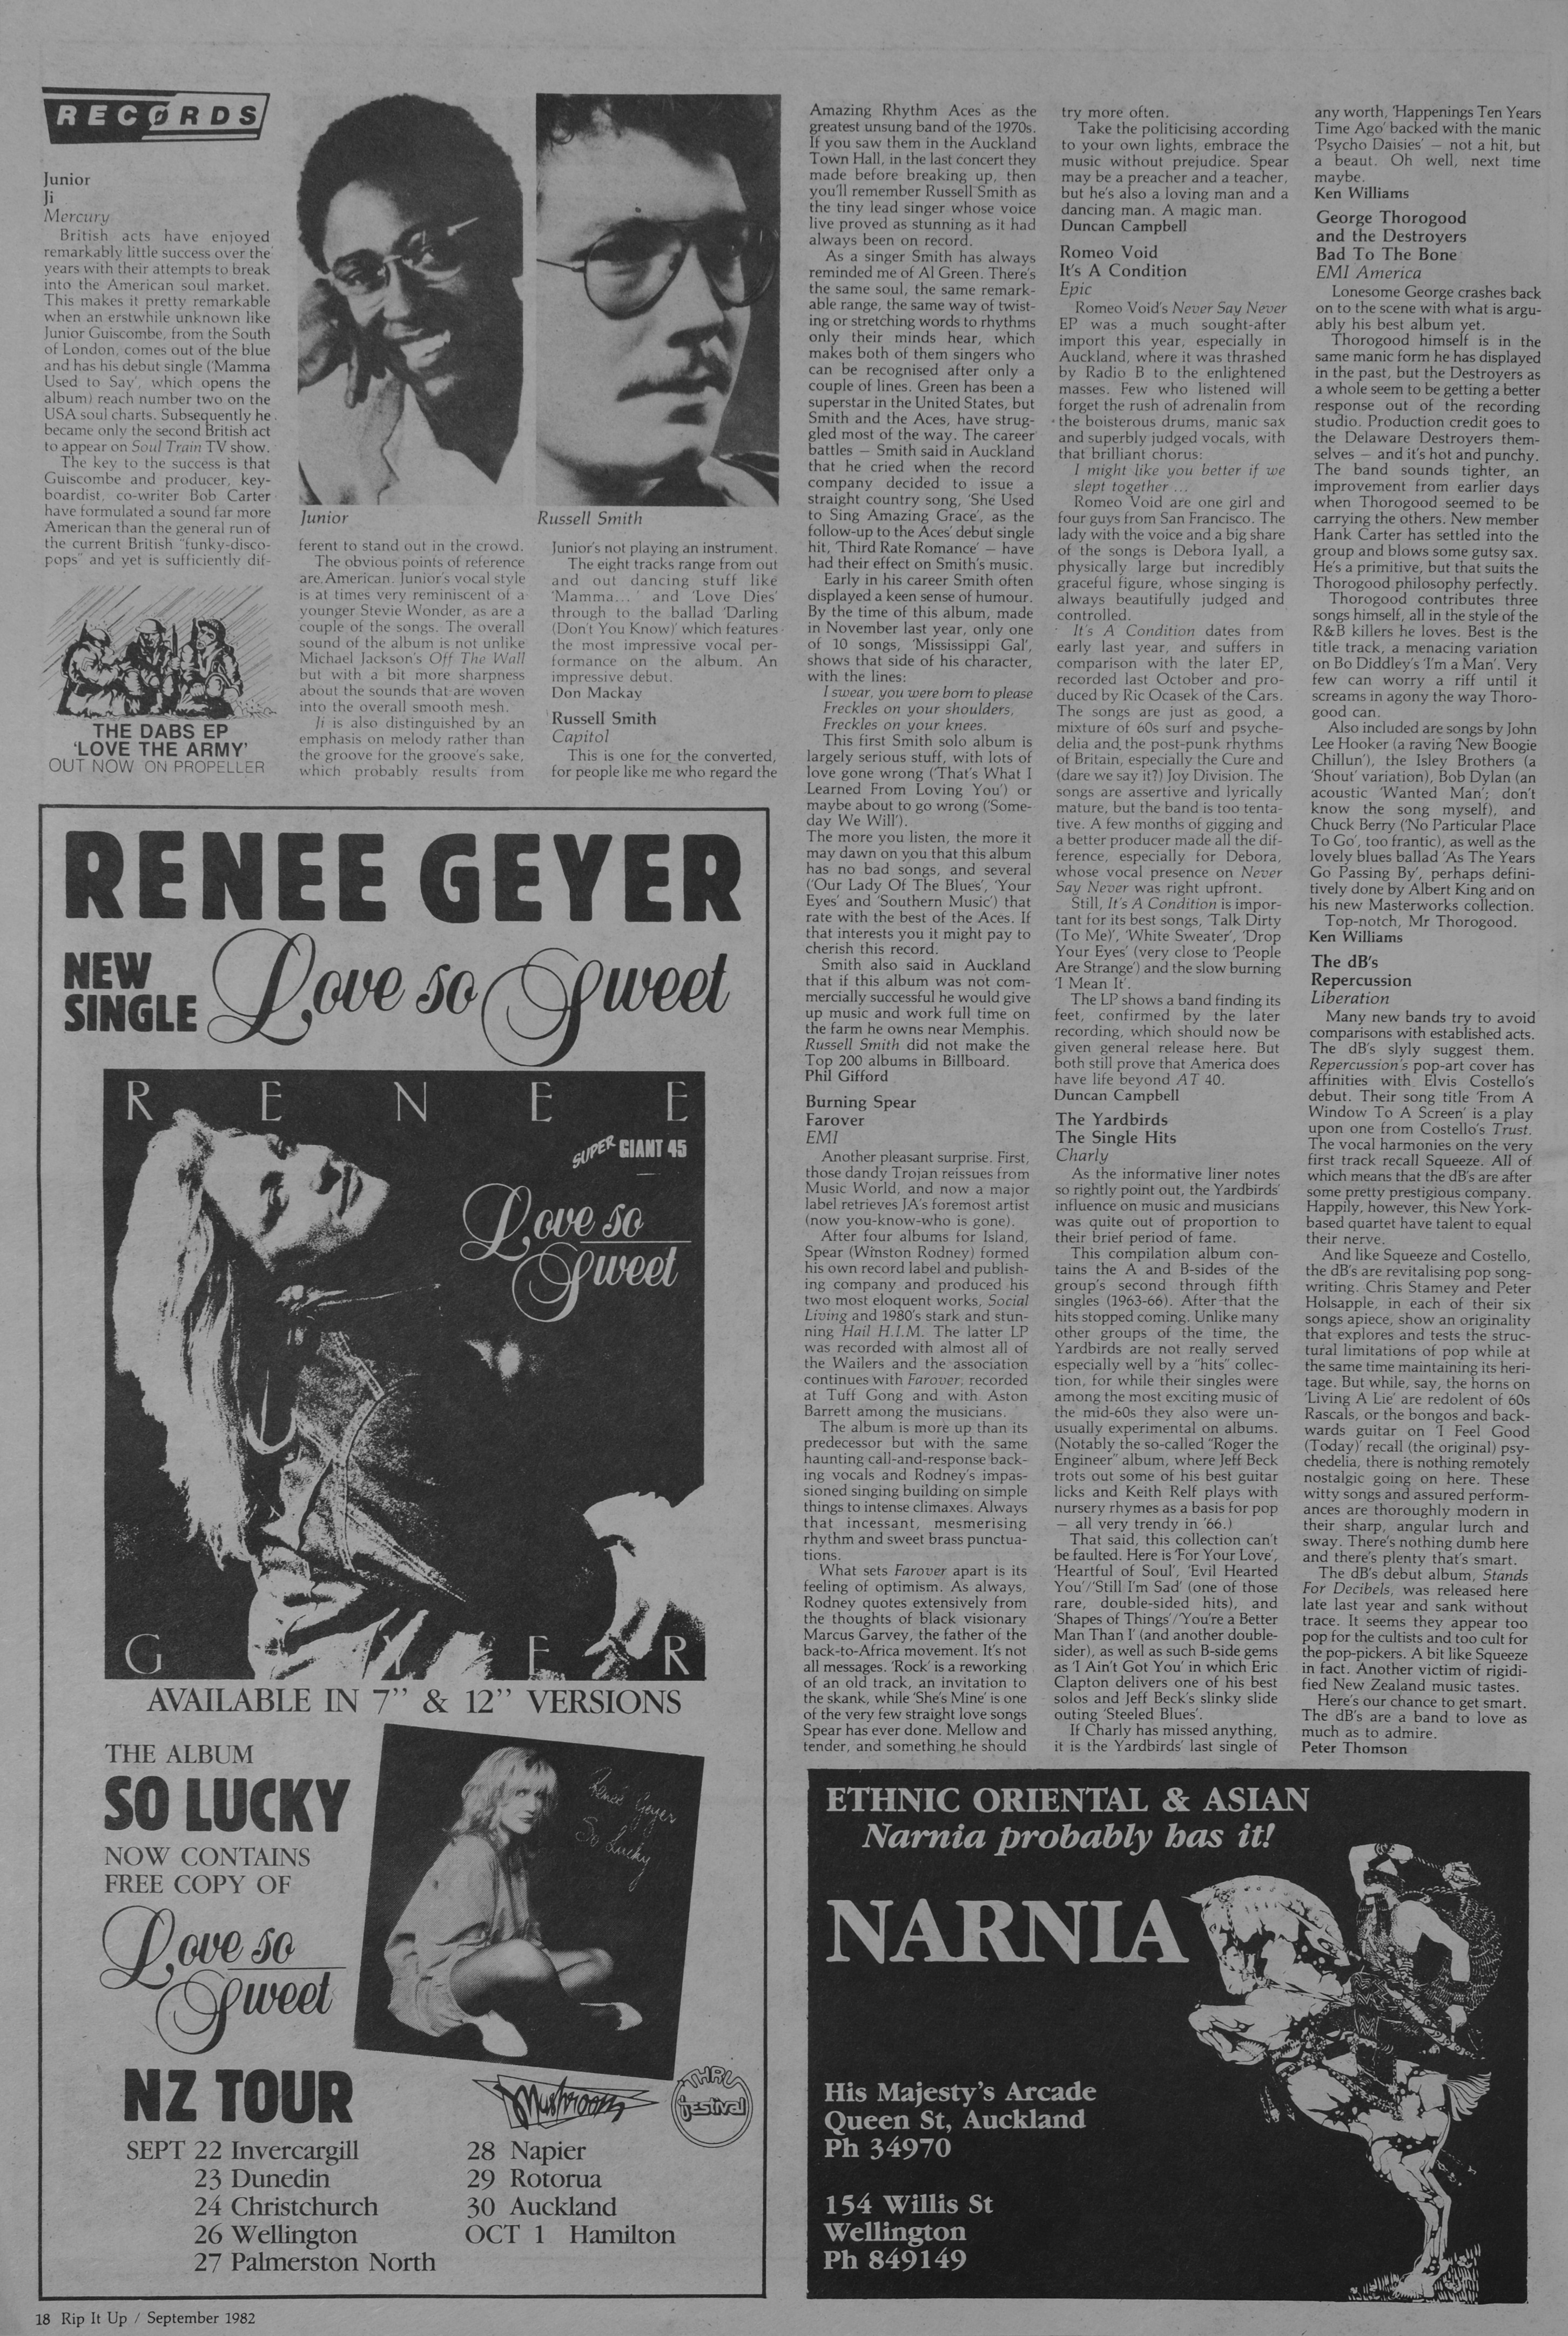 RECORDS
Junior
Ji
Mercury
British acts have enjoyed
remarkably little success over the
years with their attempts to break
into the American soul market.
This makes it pretty remarkable
when an erstwhile unknown like
Junior Guiscombe, from the South
of London, comes out of the blue
and has his debut single ('Mamma
Used to Say', which opens the
album) reach number two on the
USA soul charts. Subsequently he
became only the second British act
to appear on Soul Train TV show.
The key to the success is that
Guiscombe and producer, key-
boardist, co-writer Bob Carter
have formulated a sound far more
American than the general run of
the current British "funky-disco-
pops" and yet is sufficiently dif-
THE DABS EP
'LOVE THE ARMY'
OUT NOW ON PROPELLER
Junior
ferent to stand out in the crowd.
The obvious points of reference
are American. Junior's vocal style
is at times very reminiscent of a
younger Stevie Wonder, as are a
couple of the songs. The overall
sound of the album is not unlike
Michael Jackson's Off The Wall
but with a bit more sharpness
about the sounds that are woven
into the overall smooth mesh.
Ji is also distinguished by an
emphasis on melody rather than
the groove for the groove's sake,
which probably results from
Russell Smith
Junior's not playing an instrument.
The eight tracks range from out
and out dancing stuff like
'Mamma...' and 'Love Dies'
through to the ballad 'Darling
(Don't You Know)' which features
the most impressive vocal per-
formance on the album. An
impressive debut.
Don Mackay
Russell Smith
Capitol
This is one for the converted,
for people like me who regard the
Amazing Rhythm Aces as the
greatest unsung band of the 1970s.
If you saw them in the Auckland
Town Hall, in the last concert they
made before breaking up, then
you'll remember Russell Smith as
the tiny lead singer whose voice
live proved as stunning as it had
always been on record.
As a singer Smith has always
reminded me of Al Green. There's
the same soul, the same remark-
able range, the same way of twist-
ing or stretching words to rhythms
only their minds hear, which
makes both of them singers who
can be recognised after only a
couple of lines. Green has been a
superstar in the United States, but
Smith and the Aces, have strug-
gled most of the way. The career
battles — Smith said in Auckland
that he cried when the record
company decided to issue a
straight country song, 'She Used
to Sing Amazing Grace', as the
follow-up to the Aces' debut single
hit, 'Third Rate Romance' — have
had their effect on Smith's music.
Early in his career Smith often
displayed a keen sense of humour.
By the time of this album, made
in November last year, only one
of 10 songs, 'Mississippi Gal',
shows that side of his character,
with the lines:
I swear, you were born to please
Freckles on your shoulders,
Freckles on your knees.
This first Smith solo album is
largely serious stuff, with lots of
love gone wrong ('That's What I
Learned From Loving You') or
maybe about to go wrong ('Some-
day We Will').
The more you listen, the more it
may dawn on you that this album
has no bad songs, and several
('Our Lady Of The Blues', 'Your
Eyes' and 'Southern Music') that
rate with the best of the Aces. If
that interests you it might pay to
cherish this record.
Smith also said in Auckland
that if this album was not com-
mercially successful he would give
up music and work full time on
the farm he owns near Memphis.
Russell Smith did not make the
Top 200 albums in Billboard.
Phil Gifford
Burning Spear
Farover
EMI
Another pleasant surprise. First,
those dandy Trojan reissues from
Music World, and now a major
label retrieves JA's foremost artist
(now you-know-who is gone).
After four albums for Island,
Spear (Winston Rodney) formed
his own record label and publish-
ing company and produced his
two most eloquent works, Social
Living and 1980's stark and stun-
ning Hail H.I.M. The latter LP
was recorded with almost all of
the Wailers and the association
continues with Farover, recorded
at Tuff Gong and with Aston
Barrett among the musicians.
The album is more up than its
predecessor but with the same
haunting call-and-response back-
ing vocals and Rodney's impas-
sioned singing building on simple
things to intense climaxes. Always
that incessant, mesmerising
rhythm and sweet brass punctua-
tions.
What sets Farover apart is its
feeling of optimism. As always,
Rodney quotes extensively from
the thoughts of black visionary
Marcus Garvey, the father of the
back-to-Africa movement. It's not
all messages. 'Rock' is a reworking
of an old track, an invitation to
the skank, while 'She's Mine' is one
of the very few straight love songs
Spear has ever done. Mellow and
tender, and something he should
try more often.
Take the politicising according
to your own lights, embrace the
music without prejudice. Spear
may be a preacher and a teacher,
but he's also a loving man and a
dancing man. A magic man.
Duncan Campbell
Romeo Void
It's A Condition
Epic
Romeo Void's Never Say Never
EP was a much sought-after
import this year, especially in
Auckland, where it was thrashed
by Radio B to the enlightened
masses. Few who listened will
forget the rush of adrenalin from
the boisterous drums, manic sax
and superbly judged vocals, with
that brilliant chorus:
I might like you better if we
slept together ...
Romeo Void are one girl and
four guys from San Francisco. The
lady with the voice and a big share
of the songs is Debora Iyall, a
physically large but incredibly
graceful figure, whose singing is
always beautifully judged and
controlled.
It's A Condition dates from
early last year, and suffers in
comparison with the later EP,
recorded last October and pro-
duced by Ric Ocasek of the Cars.
The songs are just as good, a
mixture of 60s surf and psyche-
delia and the post-punk rhythms
of Britain, especially the Cure and
(dare we say it?) Joy Division. The
songs are assertive and lyrically
mature, but the band is too tenta-
tive. A few months of gigging and
a better producer made all the dif-
ference, especially for Debora,
whose vocal presence on Never
Say Never was right upfront.
Still, It's A Condition is impor-
tant for its best songs, 'Talk Dirty
(To Me)', 'White Sweater', 'Drop
Your Eyes' (very close to 'People
Are Strange') and the slow burning
'I Mean It'.
The LP shows a band finding its
feet, confirmed by the later
recording, which should now be
given general release here. But
both still prove that America does
have life beyond AT 40.
Duncan Campbell
The Yardbirds
The Single Hits
Charly
As the informative liner notes
so rightly point out, the Yardbirds'
influence on music and musicians
was quite out of proportion to
their brief period of fame.
This compilation album con-
tains the A and B-sides of the
group's second through fifth
singles (1963-66). After that the
hits stopped coming. Unlike many
other groups of the time, the
Yardbirds are not really served
especially well by a "hits" collec-
tion, for while their singles were
among the most exciting music of
the mid-60s they also were un-
usually experimental on albums.
(Notably the so-called "Roger the
Engineer" album, where Jeff Beck
trots out some of his best guitar
licks and Keith Relf plays with
nursery rhymes as a basis for pop
— all very trendy in '66.)
That said, this collection can't
be faulted. Here is 'For Your Love',
'Heartful of Soul', 'Evil Hearted
You'/'Still I'm Sad' (one of those
rare, double-sided hits), and
'Shapes of Things'/'You're a Better
Man Than I' (and another double-
sider), as well as such B-side gems
as 'I Ain't Got You' in which Eric
Clapton delivers one of his best
solos and Jeff Beck's slinky slide
outing 'Steeled Blues'.
If Charly has missed anything,
it is the Yardbirds' last single of
any worth, 'Happenings Ten Years
Time Ago' backed with the manic
'Psycho Daisies' — not a hit, but
a beaut. Oh well, next time
maybe.
Ken Williams
George Thorogood
and the Destroyers
Bad To The Bone
EMI America
Lonesome George crashes back
on to the scene with what is argu-
ably his best album yet.
Thorogood himself is in the
same manic form he has displayed
in the past, but the Destroyers as
a whole seem to be getting a better
response out of the recording
studio. Production credit goes to
the Delaware Destroyers them-
selves — and it's hot and punchy.
The band sounds tighter, an
improvement from earlier days
when Thorogood seemed to be
carrying the others. New member
Hank Carter has settled into the
group and blows some gutsy sax.
He's a primitive, but that suits the
Thorogood philosophy perfectly.
Thorogood contributes three
songs himself, all in the style of the
R&B killers he loves. Best is the
title track, a menacing variation
on Bo Diddley's 'I'm a Man'. Very
few can worry a riff until it
screams in agony the way Thoro-
good can.
Also included are songs by John
Lee Hooker (a raving 'New Boogie
Chillun'), the Isley Brothers (a
'Shout' variation), Bob Dylan (an
acoustic 'Wanted Man'; don't
know the song myself), and
Chuck Berry ('No Particular Place
To Go', too frantic), as well as the
lovely blues ballad 'As The Years
Go Passing By', perhaps defini-
tively done by Albert King and on
his new Masterworks collection.
Top-notch, Mr Thorogood.
Ken Williams
The dB's
Repercussion
Liberation
Many new bands try to avoid
comparisons with established acts.
The dB's slyly suggest them.
Repercussion's pop-art cover has
affinities with Elvis Costello's
debut. Their song title 'From A
Window To A Screen' is a play
upon one from Costello's Trust.
The vocal harmonies on the very
first track recall Squeeze. All of
which means that the dB's are after
some pretty prestigious company.
Happily, however, this New York-
based quartet have talent to equal
their nerve.
And like Squeeze and Costello,
the dB's are revitalising pop song-
writing. Chris Stamey and Peter
Holsapple, in each of their six
songs apiece, show an originality
that explores and tests the struc-
tural limitations of pop while at
the same time maintaining its heri-
tage. But while, say, the horns on
'Living A Lie' are redolent of 60s
Rascals, or the bongos and back-
wards guitar on 'I Feel Good
(Today)' recall (the original) psy-
chedelia, there is nothing remotely
nostalgic going on here. These
witty songs and assured perform-
ances are thoroughly modern in
their sharp, angular lurch and
sway. There's nothing dumb here
and there's plenty that's smart.
The dB's debut album, Stands
For Decibels, was released here
late last year and sank without
trace. It seems they appear too
pop for the cultists and too cult for
the pop-pickers. A bit like Squeeze
in fact. Another victim of rigidi-
fied New Zealand music tastes.
Here's our chance to get smart.
The dB's are a band to love as
much as to admire.
Peter Thomson
RENEE GEYER
NEW
SINGLE
Love so Sweet
RENEE
SUPER GIANT 45
Love so
Sweet
GEYER
AVAILABLE IN 7" & 12" VERSIONS
THE ALBUM
SO LUCKY
NOW CONTAINS
FREE COPY OF
Love so
Sweet
Renée Geyer
So Lucky
NZ TOUR
Mushroom
THRU
festival
SEPT 22 Invercargill
23 Dunedin
24 Christchurch
26 Wellington
27 Palmerston North
28 Napier
29 Rotorua
30 Auckland
OCT 1 Hamilton
ETHNIC ORIENTAL & ASIAN
Narnia probably has it!
NARNIA
His Majesty's Arcade
Queen St, Auckland
Ph 34970
154 Willis St
Wellington
Ph 849149
18 Rip It Up / September 1982